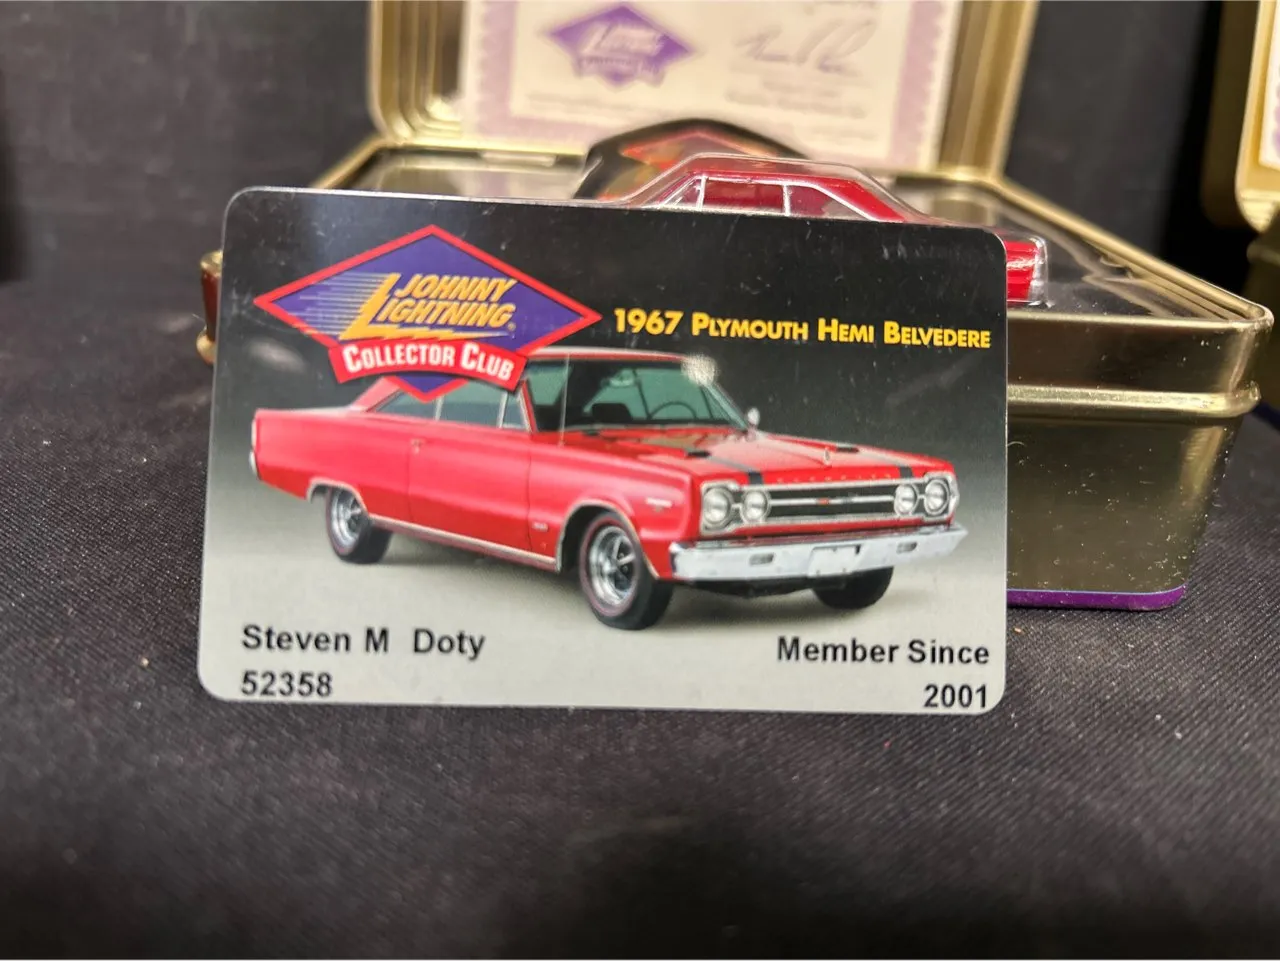 JOHNNY
LIGHTNING
COLLECTOR CLUB
1967 PLYMOUTH HEMI BELVEDERE
Steven M Doty
52358
Member Since
2001